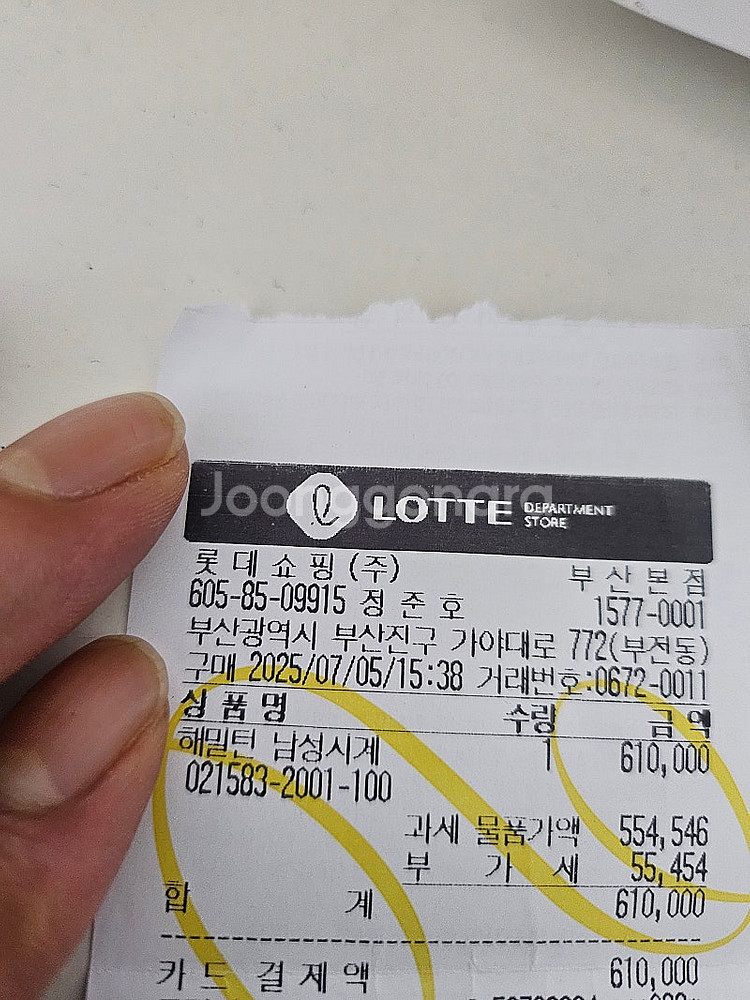 Joonggonara
LOTTE DEPARTMENT STORE
롯데쇼핑(주) 부산본점
605-85-09915 정준호 1577-0001
부산광역시 부산진구 가야대로 772(부전동)
구매 2025/07/05/15:38 거래번호:0672-0011
상품명 수량 금액
해밀턴 남성시계 1 610,000
021583-2001-100
과세 물품가액 554,546
부 가 세 55,454
합 계 610,000
카드 결제액 610,000